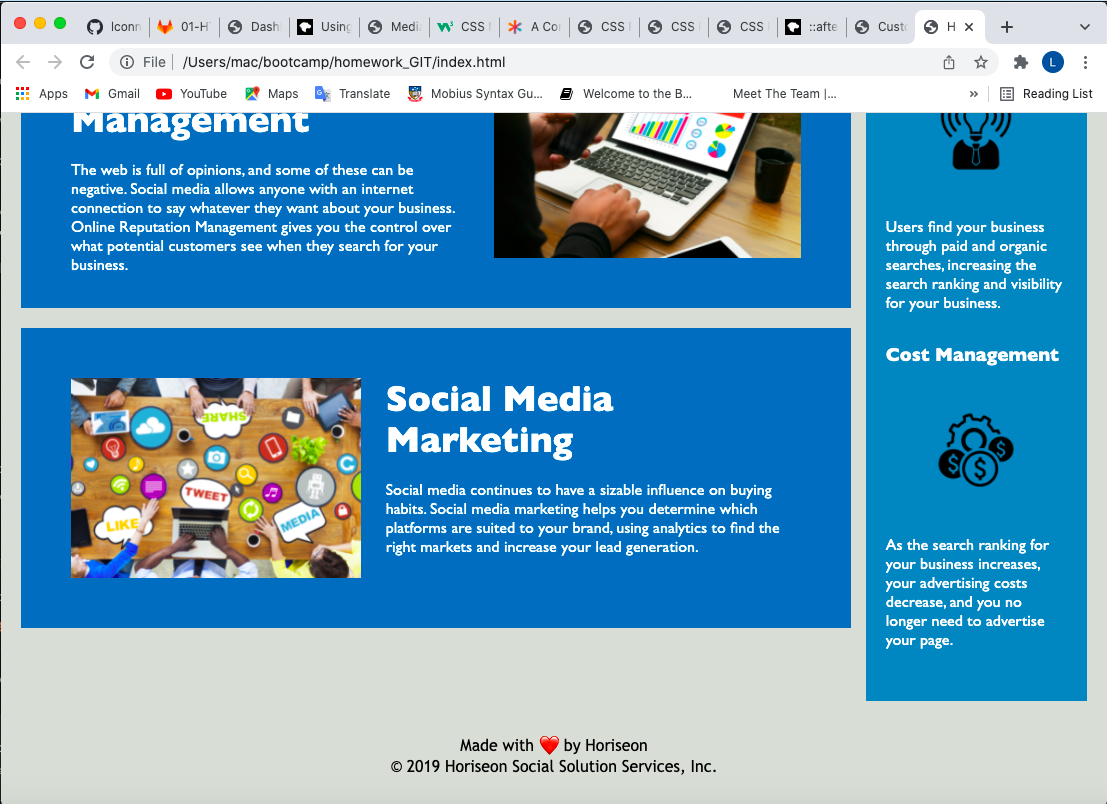 Iconn
01-H
Dash
Using
Medi
CSS
A Co
CSS
CSS
CSS
::afte
Cust
H
File
/Users/mac/bootcamp/homework_GIT/index.html
L
Apps
Gmail
YouTube
Maps
Translate
Mobius Syntax Gu...
Welcome to the B...
Meet The Team |...
»
Reading List
Management
The web is full of opinions, and some of these can be
negative. Social media allows anyone with an internet
connection to say whatever they want about your business.
Online Reputation Management gives you the control over
what potential customers see when they search for your
business.
SHARE
TWEET
LIKE
MEDIA
Social Media
Marketing
Social media continues to have a sizable influence on buying
habits. Social media marketing helps you determine which
platforms are suited to your brand, using analytics to find the
right markets and increase your lead generation.
Users find your business
through paid and organic
searches, increasing the
search ranking and visibility
for your business.
Cost Management
As the search ranking for
your business increases,
your advertising costs
decrease, and you no
longer need to advertise
your page.
Made with ❤️ by Horiseon
© 2019 Horiseon Social Solution Services, Inc.